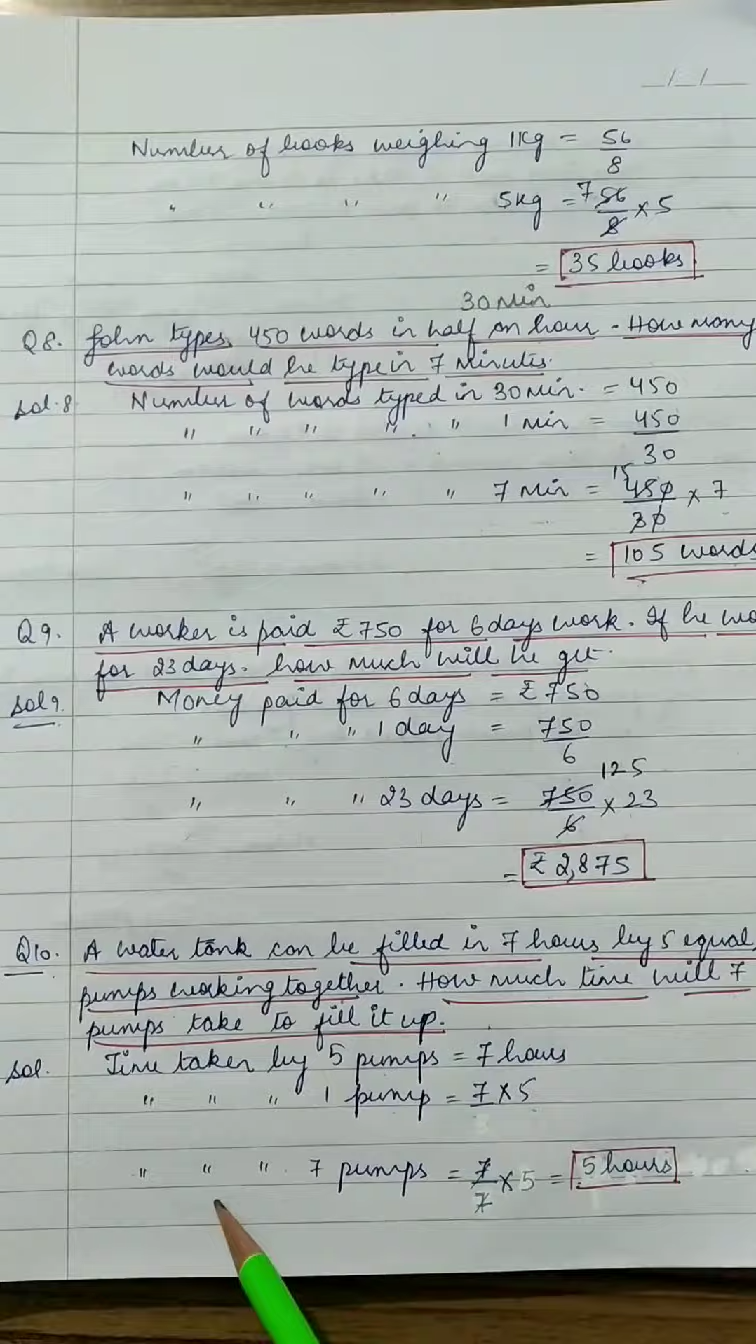 _/_/_
Number of books weighing 1Kg = 56/8
" " " " 5Kg = 7 56/8 × 5
= 35 books
30 Min
Q8. John types 450 words in half an hour. How many
words would he type in 7 minutes.
Sol.8 Number of words typed in 30 Min. = 450
" " " " " 1 Min = 450/30
" " " " " 7 Min = 15 450/30 × 7
= 105 words
Q9. A worker is paid ₹750 for 6 days work. If he wo
for 23 days. how much will he get.
Sol 9. Money paid for 6 days = ₹750
" " " 1 day = 750/6
125
" " " 23 days = 750/6 × 23
= ₹2,875
Q10. A water tank can be filled in 7 hours by 5 equal
pumps working together. How much time will 7
pumps take to fill it up.
Sol. Time taken by 5 pumps = 7 hours
" " " 1 pump = 7 × 5
" " " 7 pumps = 7/7 × 5 = 5 hours